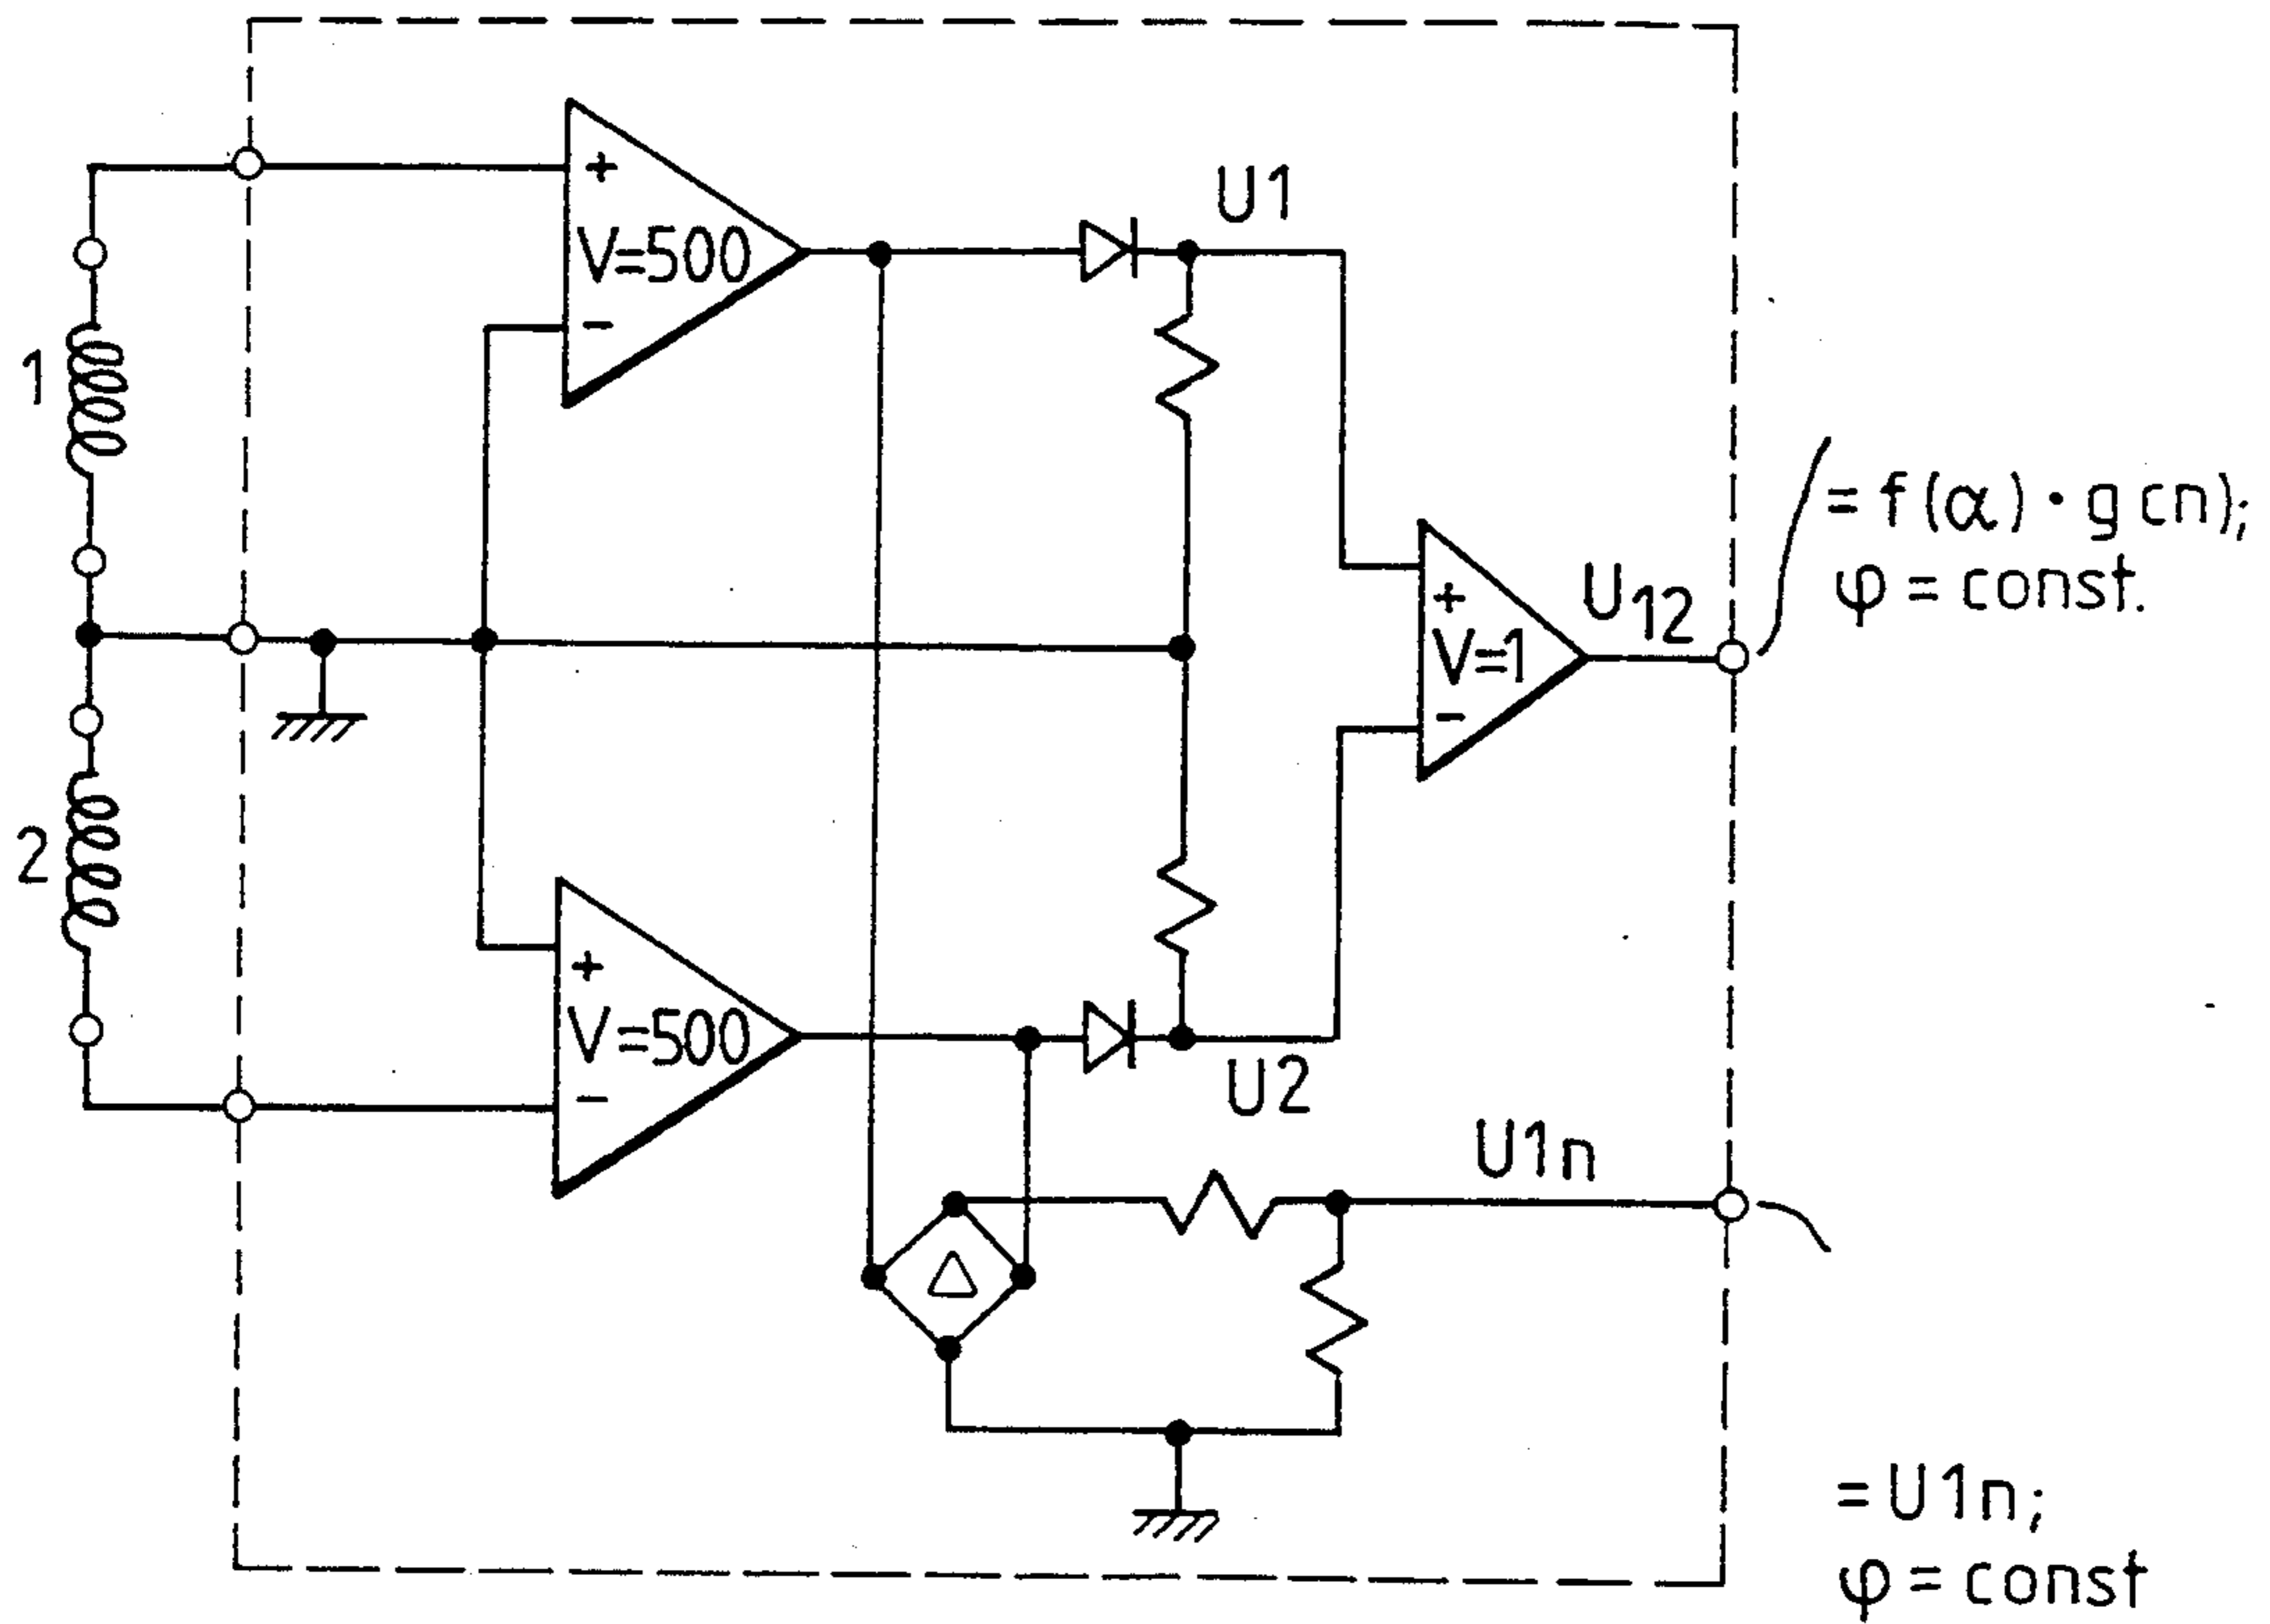 U1
+
V=500
-
1
= f(α) · g cn);
φ = const.
+
U12
V=1
-
2
+
V=500
-
U2
U1n
= U1n;
φ = const